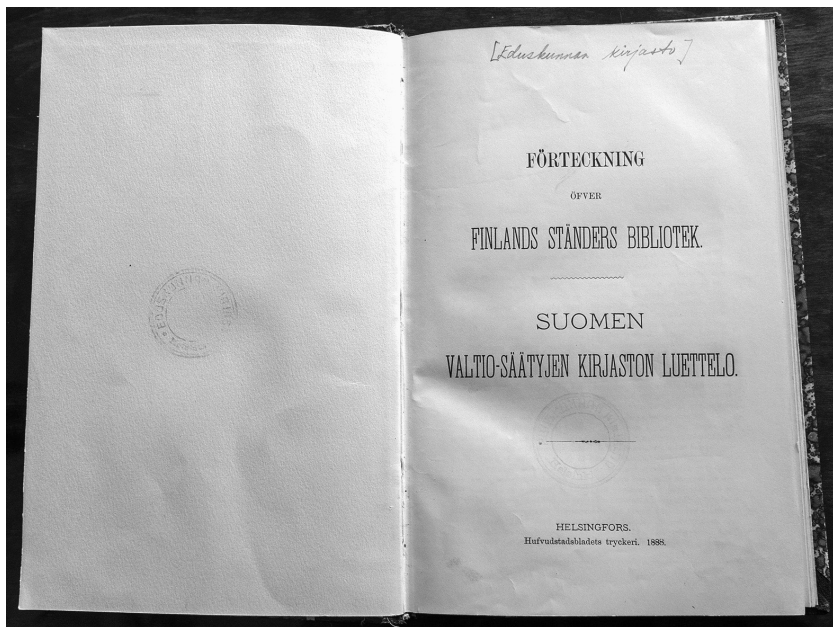 [Eduskunnan kirjasto]
FÖRTECKNING
ÖFVER
FINLANDS STÄNDERS BIBLIOTEK.
SUOMEN
VALTIO-SÄÄTYJEN KIRJASTON LUETTELO.
HELSINGFORS.
Hufvudstadsbladets tryckeri. 1888.